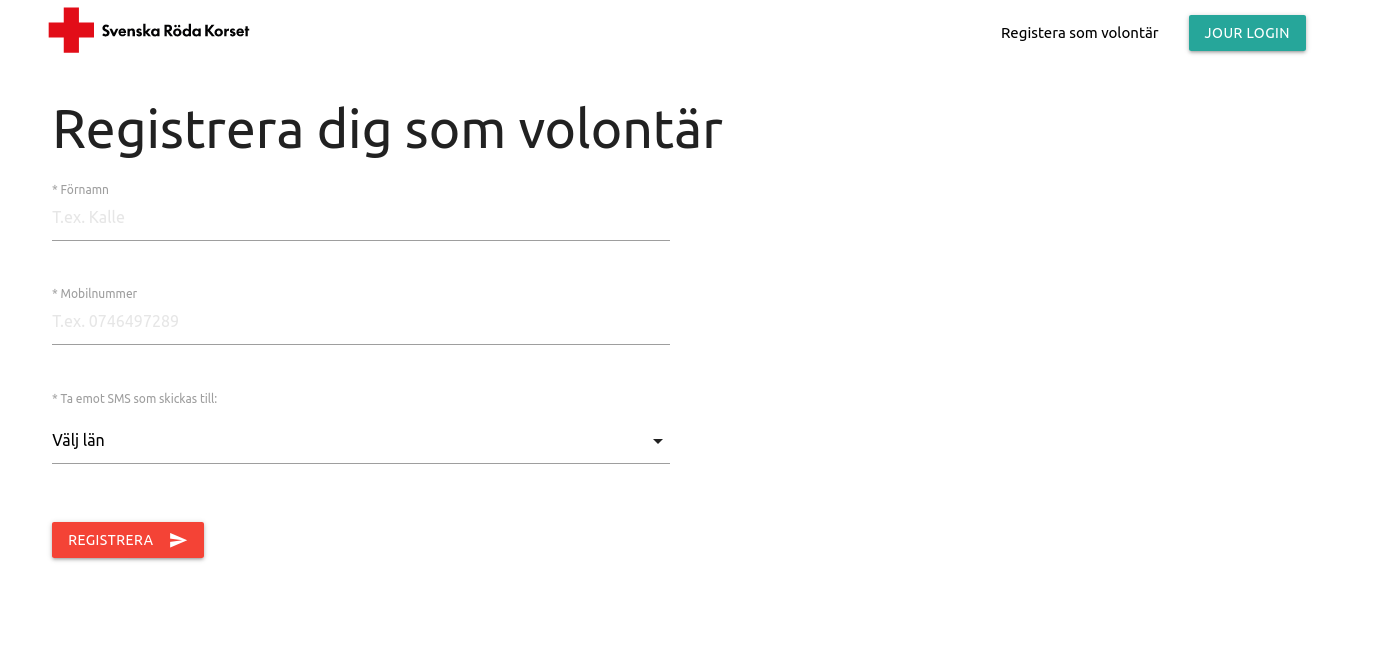 Svenska Röda Korset
Registera som volontär
JOUR LOGIN
Registrera dig som volontär
* Förnamn
T.ex. Kalle
* Mobilnummer
T.ex. 0746497289
* Ta emot SMS som skickas till:
Välj län
REGISTRERA